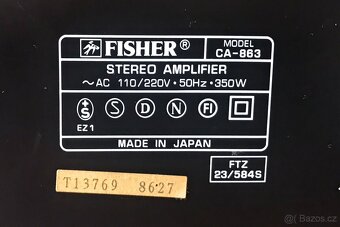 FISHER®
MODEL
CA-863
STEREO AMPLIFIER
~AC 110/220V • 50Hz • 350W
S
S D N FI
EZ1
MADE IN JAPAN
FTZ
23/584S
T13769 8627
bazos.cz